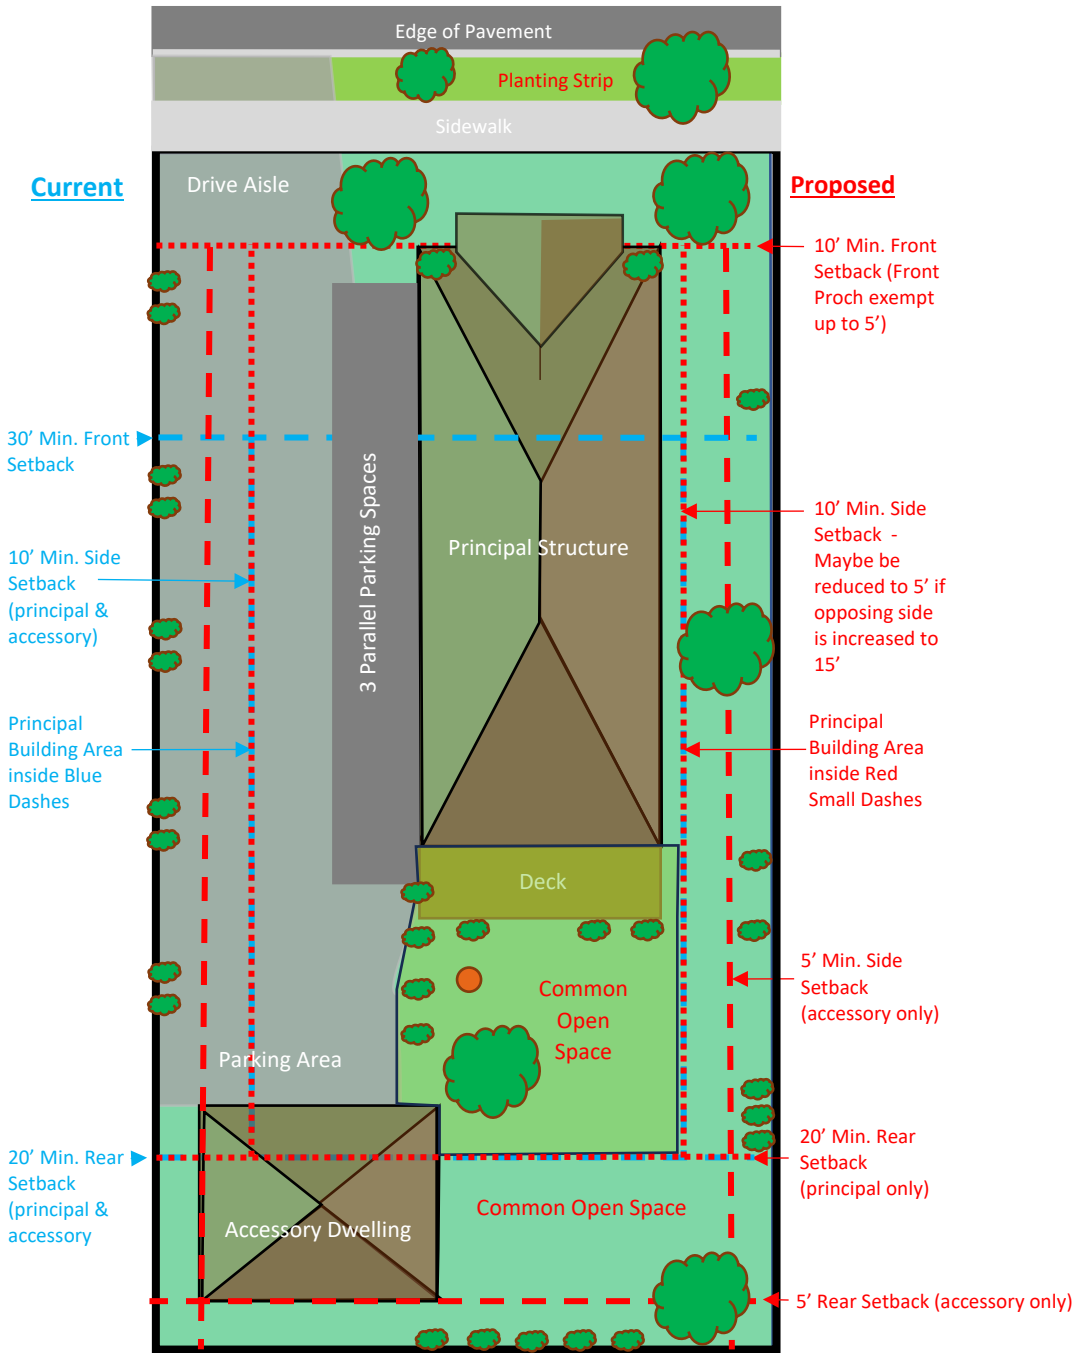 Edge of Pavement
Planting Strip
Sidewalk
Current
Drive Aisle
Proposed
10’ Min. Front
Setback (Front
Proch exempt
up to 5’)
30’ Min. Front
Setback
3 Parallel Parking Spaces
Principal Structure
10’ Min. Side
Setback -
Maybe be
reduced to 5’ if
opposing side
is increased to
15’
10’ Min. Side
Setback
(principal &
accessory)
Principal
Building Area
inside Blue
Dashes
Principal
Building Area
inside Red
Small Dashes
Deck
Common
Open
Space
5’ Min. Side
Setback
(accessory only)
Parking Area
20’ Min. Rear
Setback
(principal &
accessory
20’ Min. Rear
Setback
(principal only)
Accessory Dwelling
Common Open Space
5’ Rear Setback (accessory only)